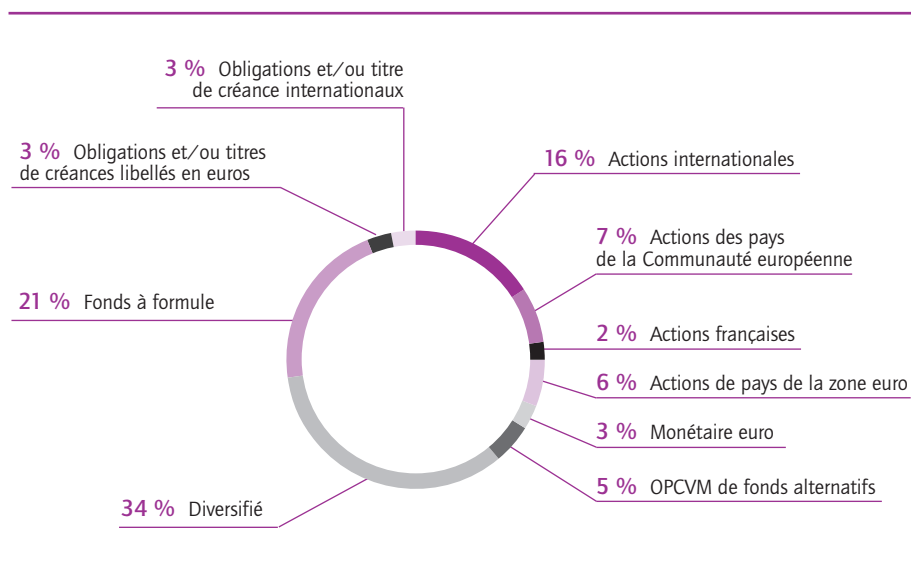 3 % Obligations et/ou titre
de créance internationaux
3 % Obligations et/ou titres
de créances libellés en euros
16 % Actions internationales
7 % Actions des pays
de la Communauté européenne
21 % Fonds à formule
2 % Actions françaises
6 % Actions de pays de la zone euro
3 % Monétaire euro
5 % OPCVM de fonds alternatifs
34 % Diversifié